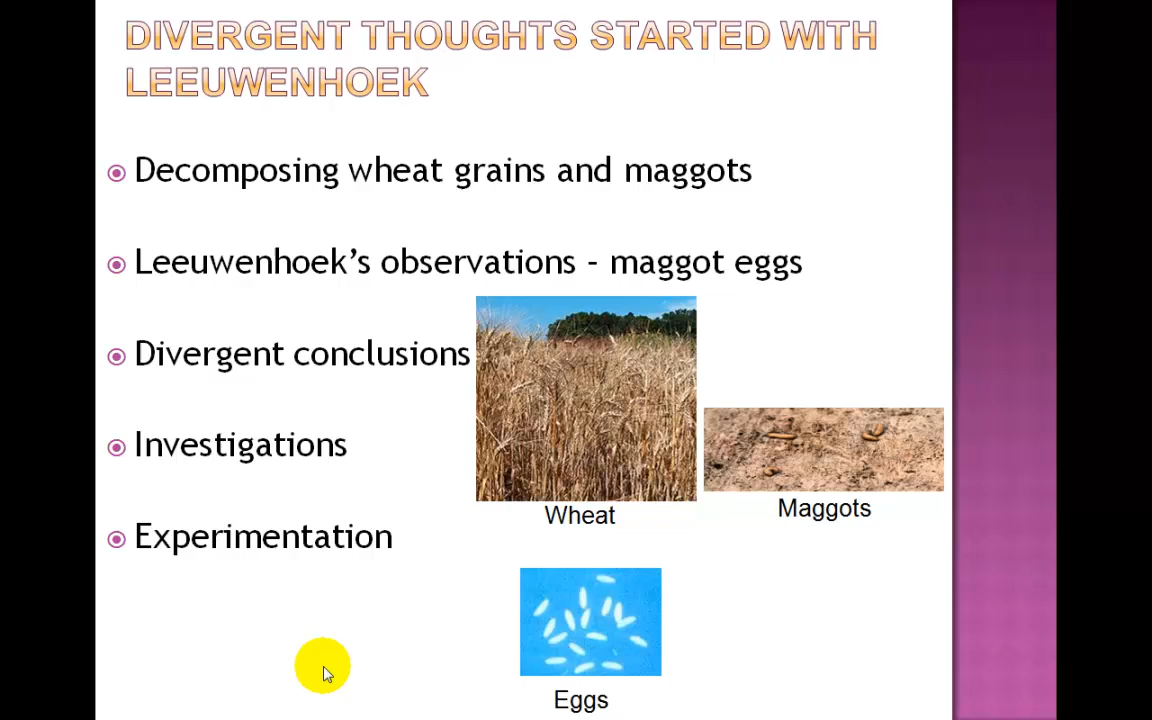 DIVERGENT THOUGHTS STARTED WITH
LEEUWENHOEK
Decomposing wheat grains and maggots
Leeuwenhoek’s observations - maggot eggs
Divergent conclusions
Investigations
Experimentation
Wheat
Maggots
Eggs